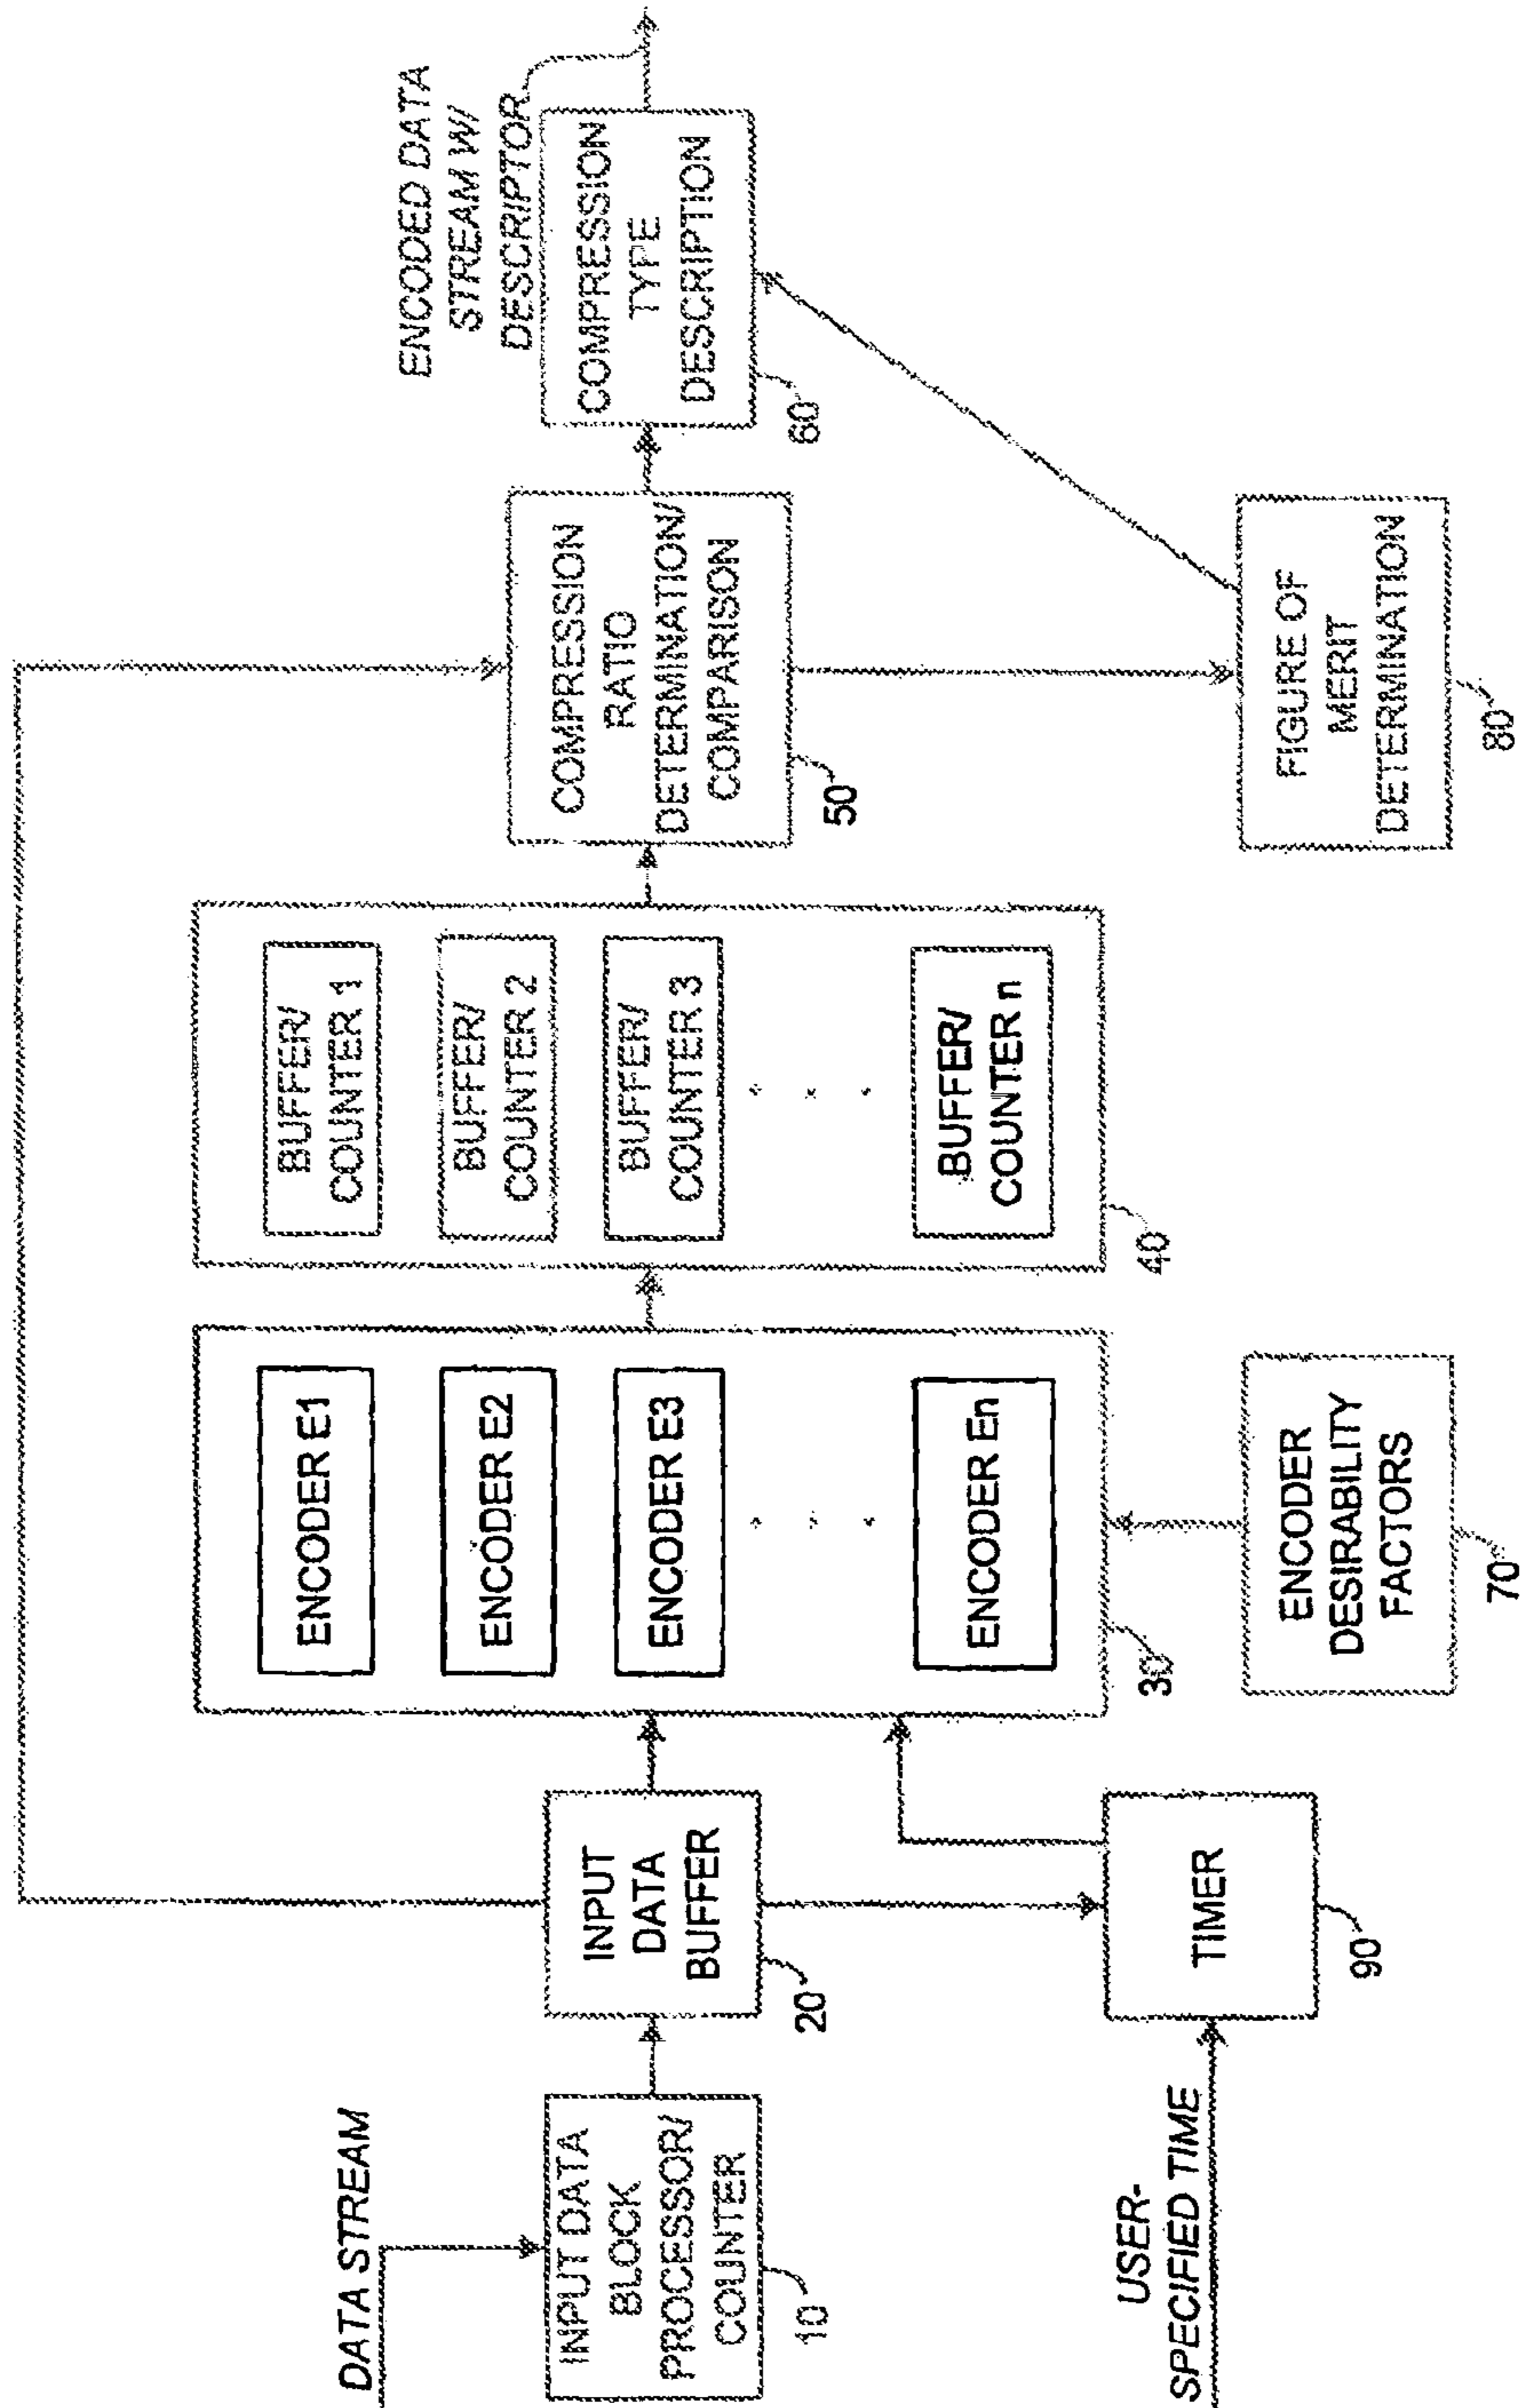 DATA STREAM
INPUT DATA
BLOCK
PROCESSOR/
COUNTER
10
INPUT
DATA
BUFFER
20
USER-
SPECIFIED TIME
TIMER
90
ENCODER E1
ENCODER E2
ENCODER E3
ENCODER En
30
ENCODER
DESIRABILITY
FACTORS
70
BUFFER/
COUNTER 1
BUFFER/
COUNTER 2
BUFFER/
COUNTER 3
BUFFER/
COUNTER n
40
COMPRESSION
RATIO
DETERMINATION/
COMPARISON
50
FIGURE OF
MERIT
DETERMINATION
80
ENCODED DATA
STREAM W/
DESCRIPTOR
COMPRESSION
TYPE
DESCRIPTION
60